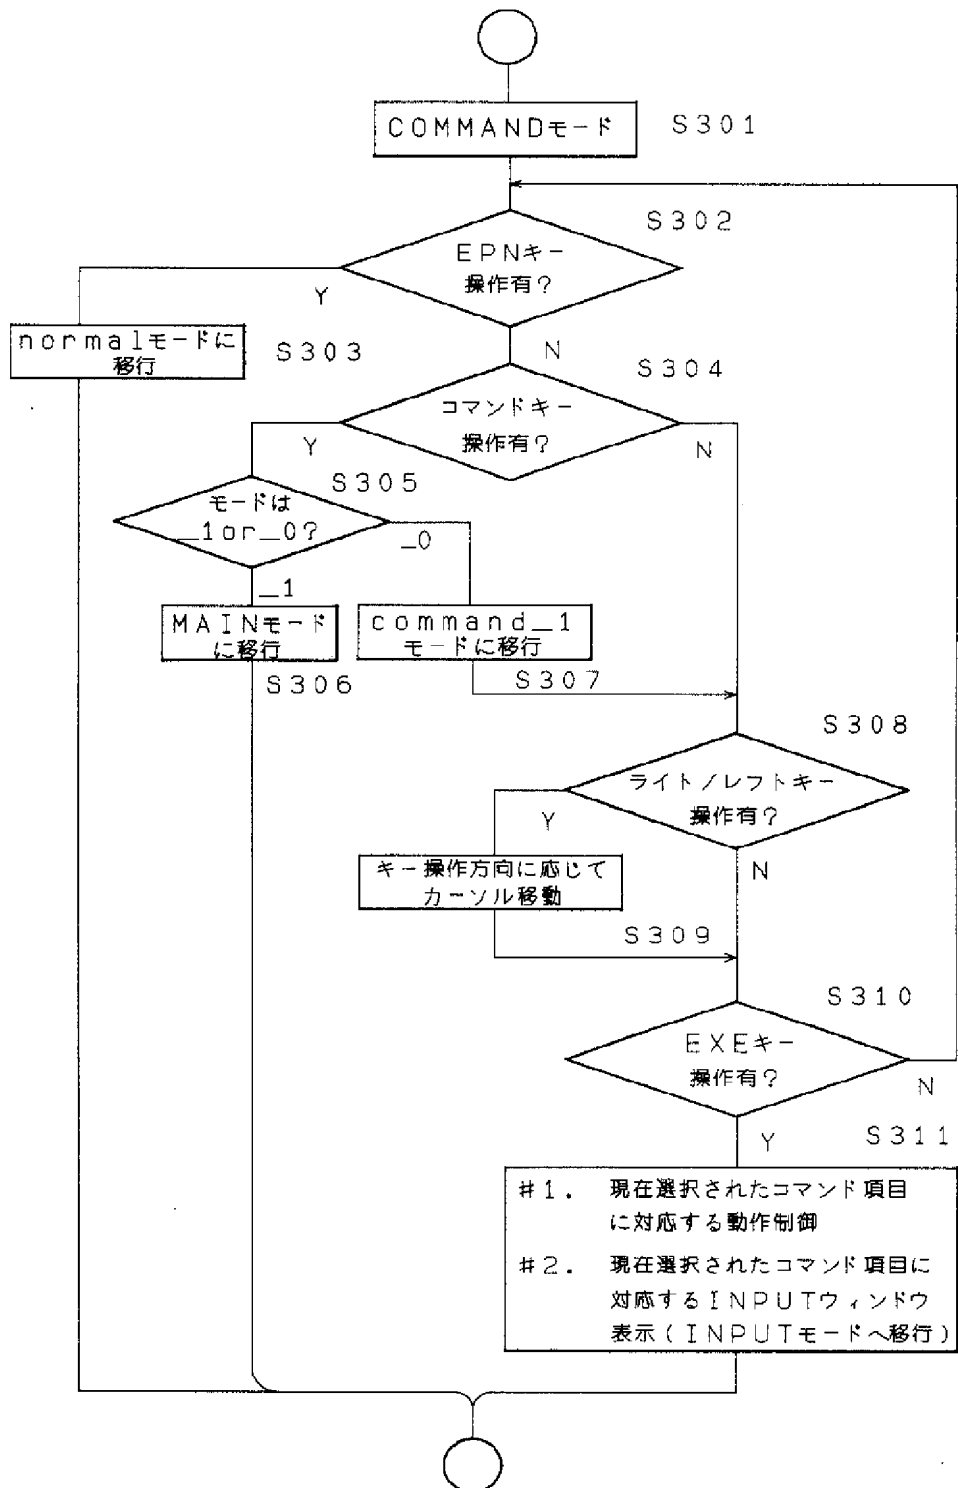 COMMANDモード
S301
S302
EPNキー
操作有?
Y
N
normalモードに
移行
S303
S304
コマンドキー
操作有?
Y
N
S305
モードは
_1or_0?
_0
_1
MAINモード
に移行
S306
command_1
モードに移行
S307
S308
ライト/レフトキー
操作有?
Y
N
キー操作方向に応じて
カーソル移動
S309
S310
EXEキー
操作有?
N
Y
S311
#1. 現在選択されたコマンド項目
に対応する動作制御
#2. 現在選択されたコマンド項目に
対応するINPUTウィンドウ
表示(INPUTモードへ移行)